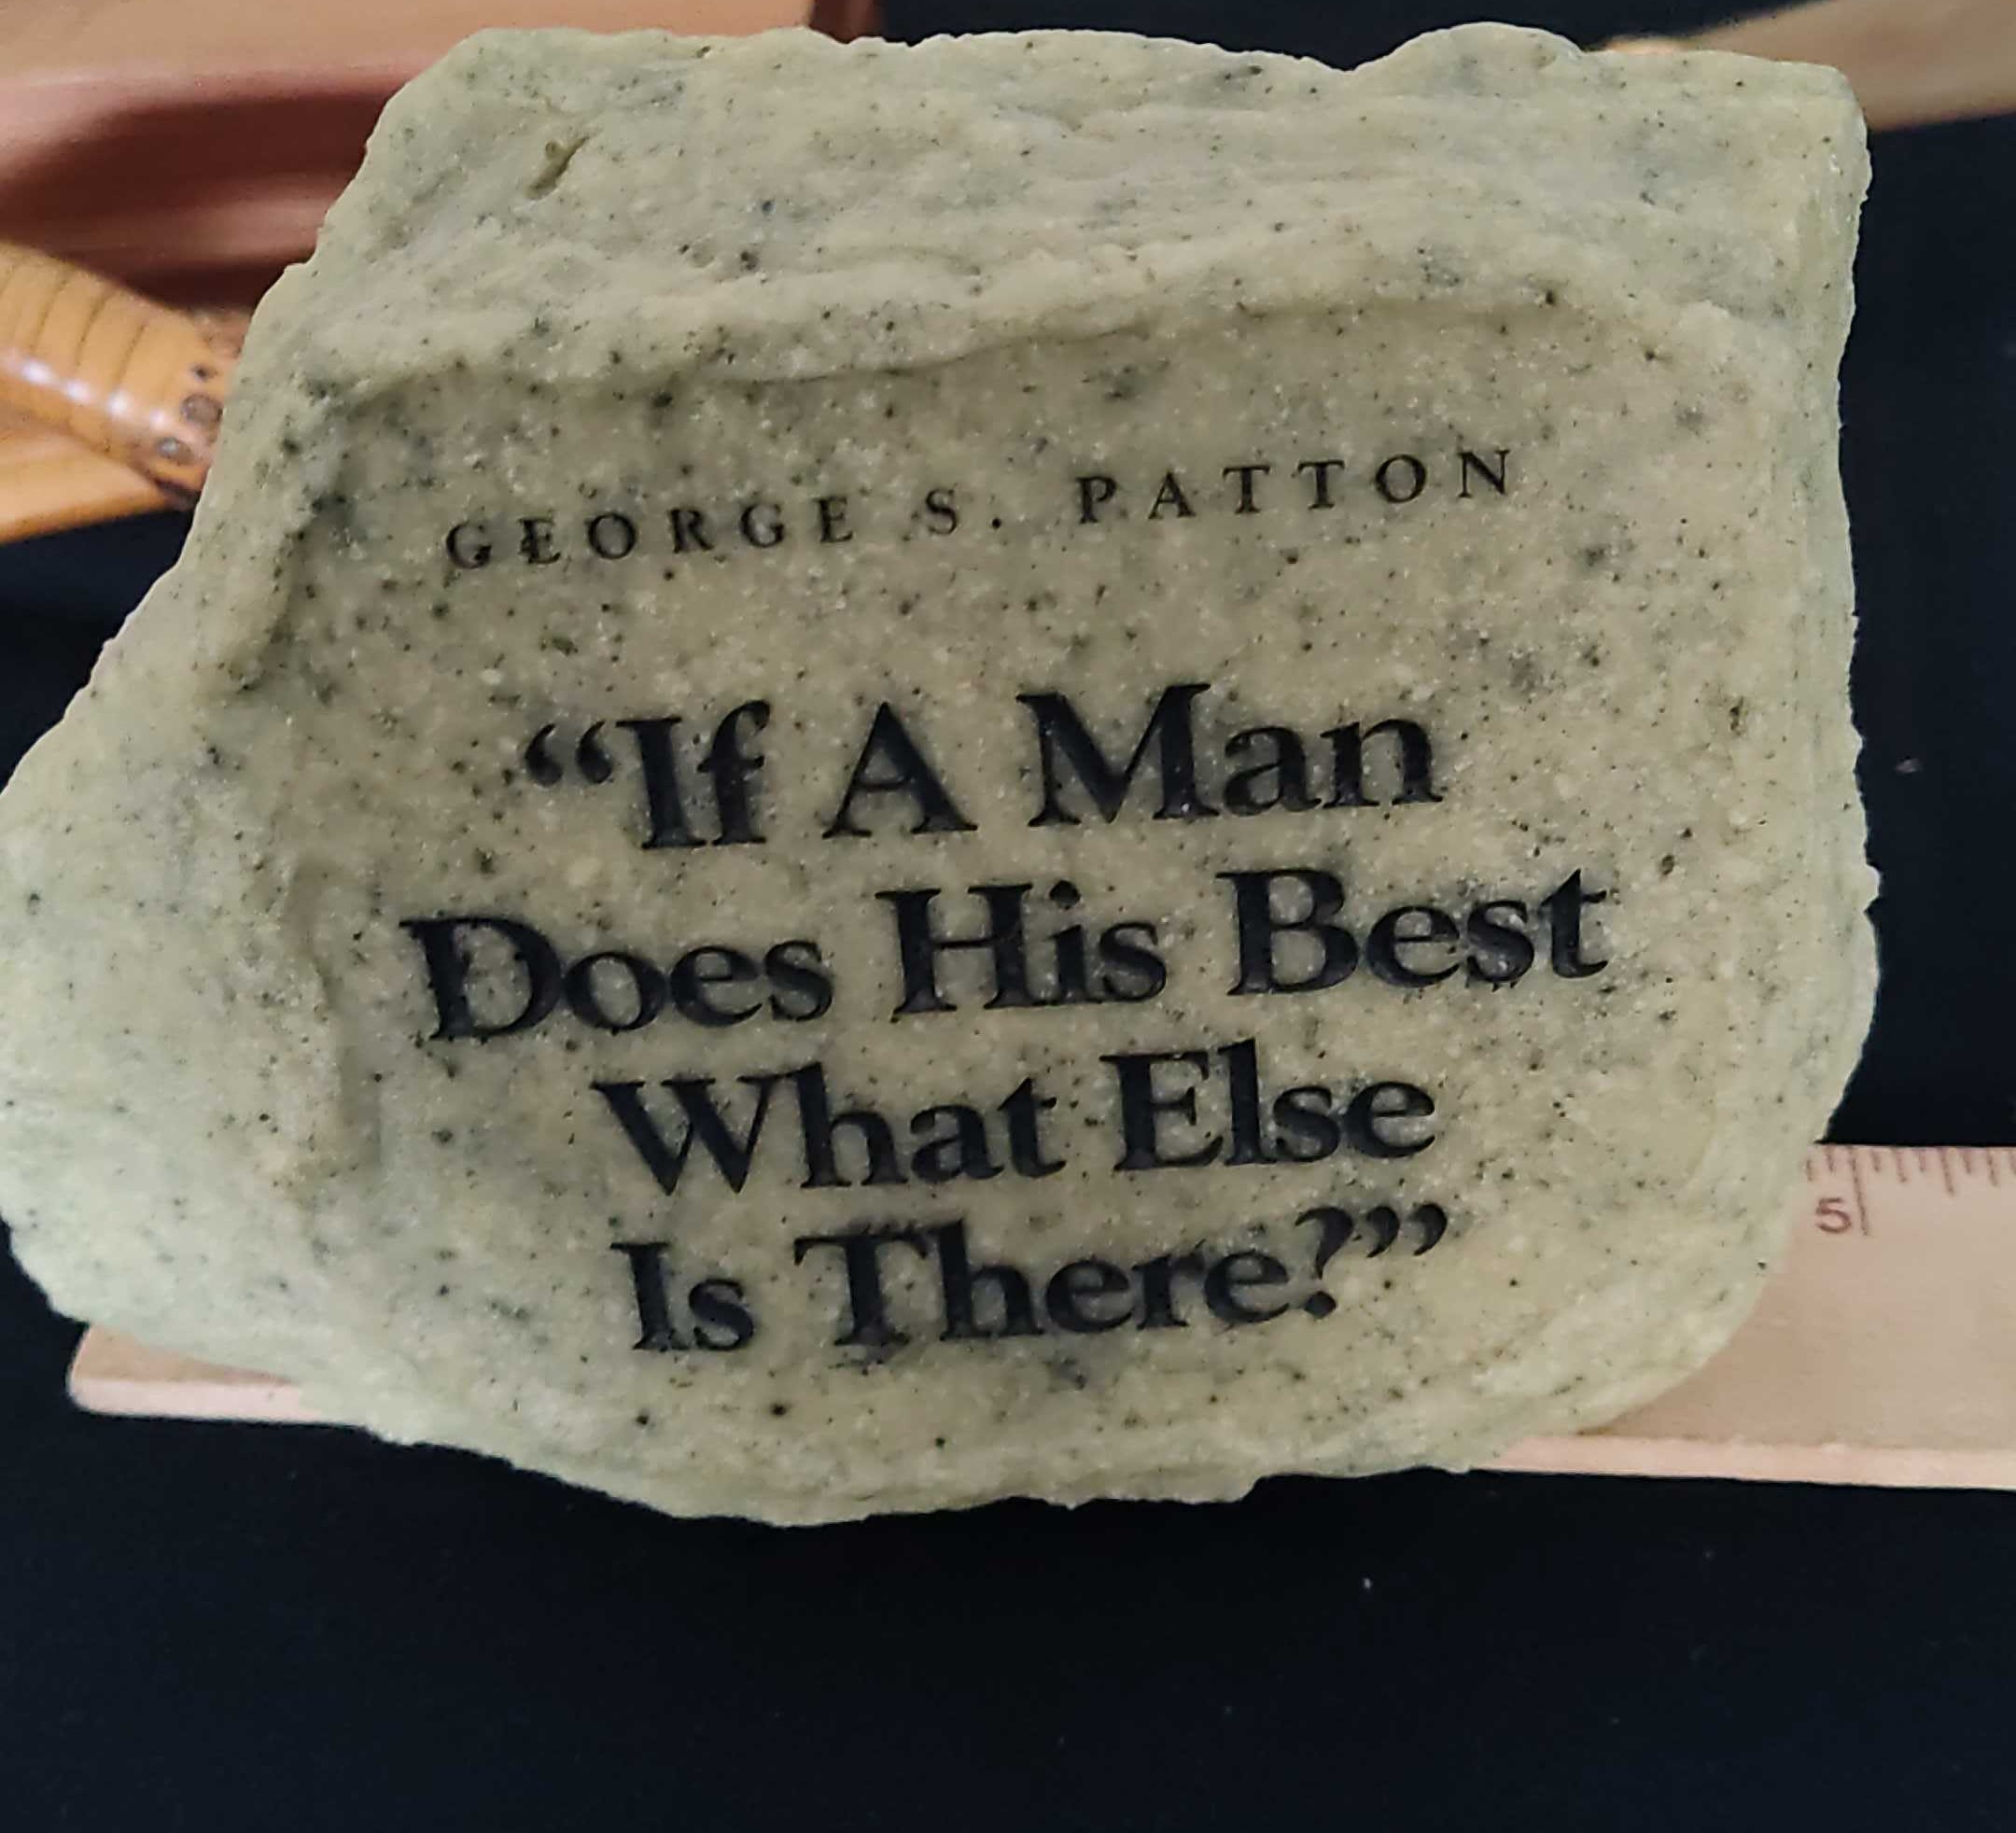 GEORGE S. PATTON
“If A Man
Does His Best
What Else
Is There?”
5